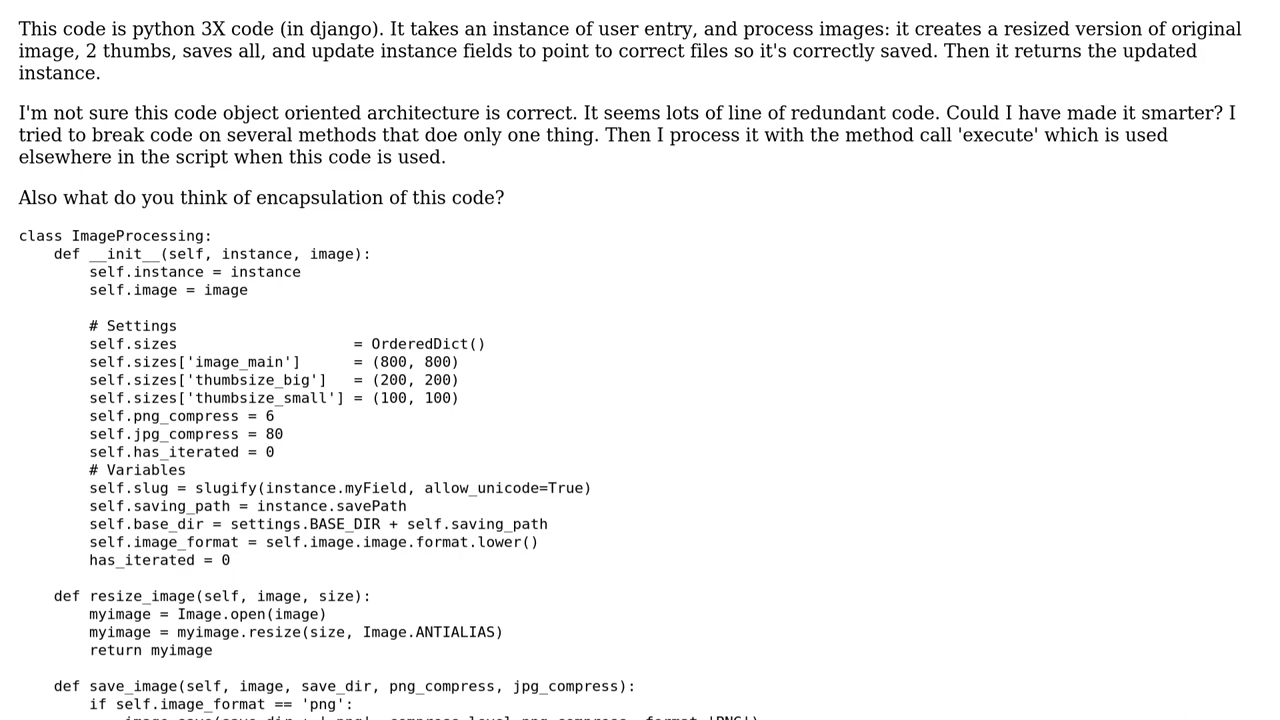 This code is python 3X code (in django). It takes an instance of user entry, and process images: it creates a resized version of original
image, 2 thumbs, saves all, and update instance fields to point to correct files so it's correctly saved. Then it returns the updated
instance.
I'm not sure this code object oriented architecture is correct. It seems lots of line of redundant code. Could I have made it smarter? I
tried to break code on several methods that doe only one thing. Then I process it with the method call 'execute' which is used
elsewhere in the script when this code is used.
Also what do you think of encapsulation of this code?
class ImageProcessing:
    def __init__(self, instance, image):
        self.instance = instance
        self.image = image
        # Settings
        self.sizes                    = OrderedDict()
        self.sizes['image_main']      = (800, 800)
        self.sizes['thumbsize_big']   = (200, 200)
        self.sizes['thumbsize_small'] = (100, 100)
        self.png_compress = 6
        self.jpg_compress = 80
        self.has_iterated = 0
        # Variables
        self.slug = slugify(instance.myField, allow_unicode=True)
        self.saving_path = instance.savePath
        self.base_dir = settings.BASE_DIR + self.saving_path
        self.image_format = self.image.image.format.lower()
        has_iterated = 0
    def resize_image(self, image, size):
        myimage = Image.open(image)
        myimage = myimage.resize(size, Image.ANTIALIAS)
        return myimage
    def save_image(self, image, save_dir, png_compress, jpg_compress):
        if self.image_format == 'png':